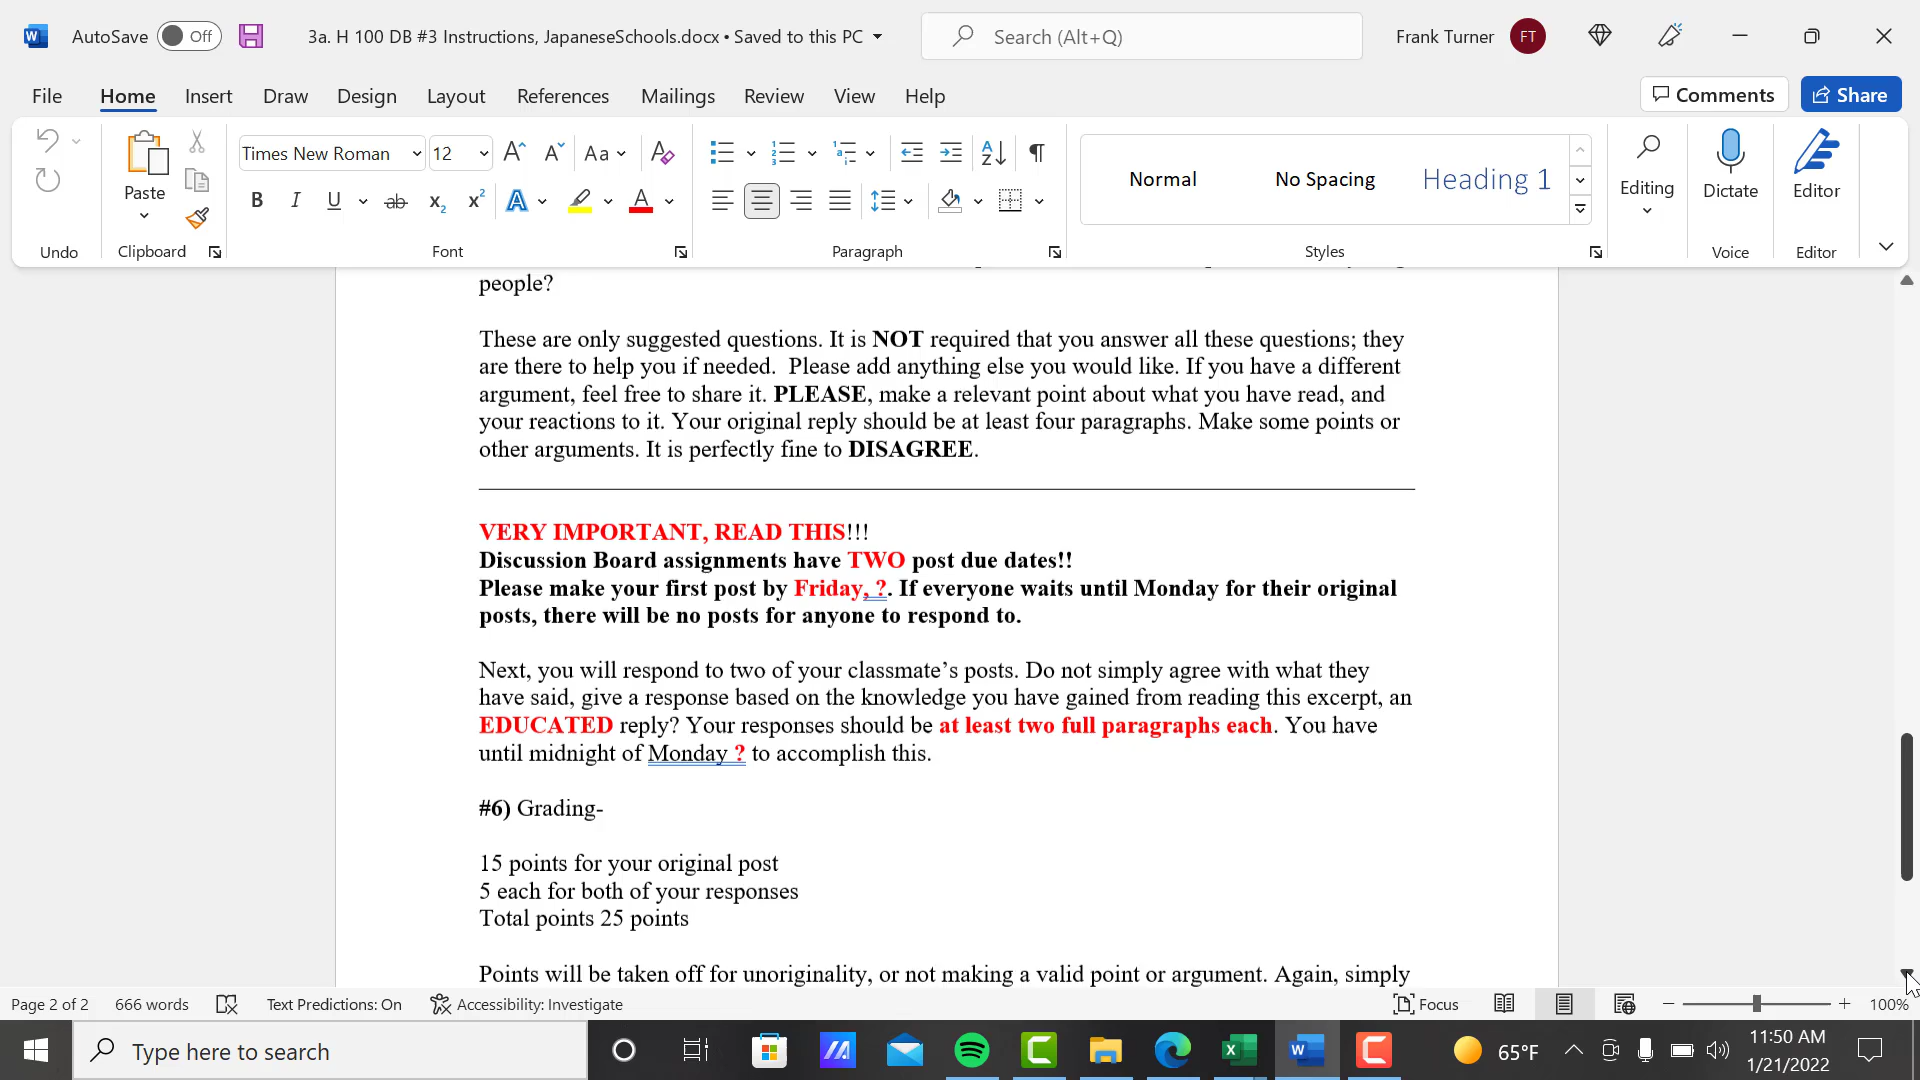 AutoSave Off 3a. H 100 DB #3 Instructions, JapaneseSchools.docx • Saved to this PC Search (Alt+Q) Frank Turner FT
File Home Insert Draw Design Layout References Mailings Review View Help Comments Share
Times New Roman 12 Aa
Paste
Normal No Spacing Heading 1
Editing Dictate Editor
Undo Clipboard Font Paragraph Styles Voice Editor
people?
These are only suggested questions. It is NOT required that you answer all these questions; they
are there to help you if needed. Please add anything else you would like. If you have a different
argument, feel free to share it. PLEASE, make a relevant point about what you have read, and
your reactions to it. Your original reply should be at least four paragraphs. Make some points or
other arguments. It is perfectly fine to DISAGREE.
VERY IMPORTANT, READ THIS!!!
Discussion Board assignments have TWO post due dates!!
Please make your first post by Friday, ?. If everyone waits until Monday for their original
posts, there will be no posts for anyone to respond to.
Next, you will respond to two of your classmate’s posts. Do not simply agree with what they
have said, give a response based on the knowledge you have gained from reading this excerpt, an
EDUCATED reply? Your responses should be at least two full paragraphs each. You have
until midnight of Monday ? to accomplish this.
#6) Grading-
15 points for your original post
5 each for both of your responses
Total points 25 points
Points will be taken off for unoriginality, or not making a valid point or argument. Again, simply
Page 2 of 2 666 words Text Predictions: On Accessibility: Investigate Focus 100%
Type here to search 65°F 11:50 AM
1/21/2022